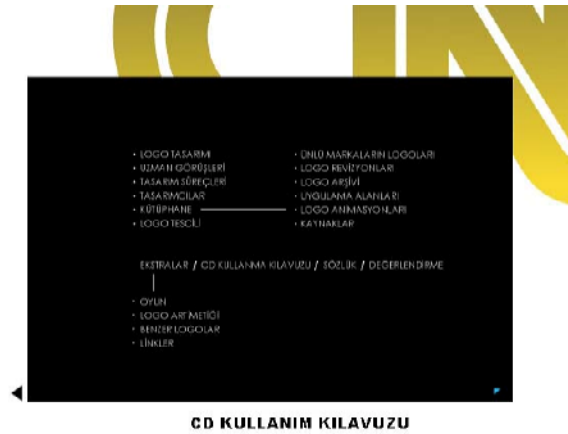 • LOGO TASARIMI
• UZMAN GÖRÜŞLERİ
• TASARIM SÜREÇLERİ
• TASARIMCILAR
• KÜTÜPHANE
• LOGO TESCİLİ
• ÜNLÜ MARKALARIN LOGOLARI
• LOGO REVİZYONLARI
• LOGO ARŞİVİ
• UYGULAMA ALANLARI
• LOGO ANİMASYONLARI
• KAYNAKLAR
EKSTRALAR / CD KULLANMA KILAVUZU / SÖZLÜK / DEĞERLENDİRME
• OYUN
• LOGO ARİTMETİĞİ
• BENZER LOGOLAR
• LİNKLER
CD KULLANIM KILAVUZU